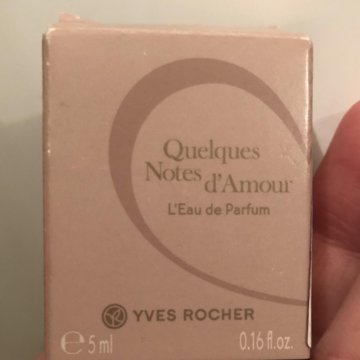 Quelques
Notes d'Amour
L'Eau de Parfum
YVES ROCHER
℮ 5 ml 0.16 fl.oz.